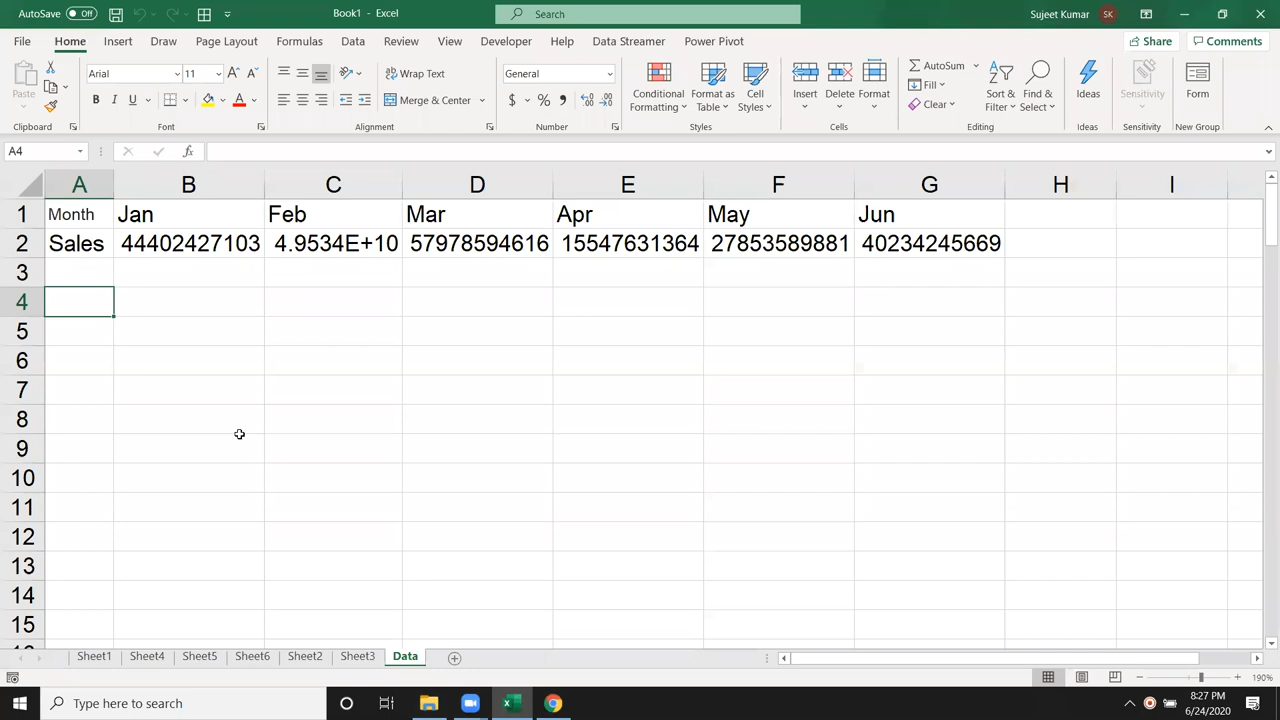 AutoSave Off Book1 - Excel Search Sujeet Kumar SK
File Home Insert Draw Page Layout Formulas Data Review View Developer Help Data Streamer Power Pivot Share Comments
Paste Arial 11 Wrap Text General Conditional Formatting Format as Table Cell Styles Insert Delete Format AutoSum Sort & Filter Find & Select Ideas Sensitivity Form
B I U A Merge & Center $ % Fill Clear
Clipboard Font Alignment Number Styles Cells Editing Ideas Sensitivity New Group
A4 fx
A B C D E F G H I
1 Month Jan Feb Mar Apr May Jun
2 Sales 44402427103 4.9534E+10 57978594616 15547631364 27853589881 40234245669
3
4
5
6
7
8
9
10
11
12
13
14
15
Sheet1 Sheet4 Sheet5 Sheet6 Sheet2 Sheet3 Data
190%
Type here to search 8:27 PM
6/24/2020